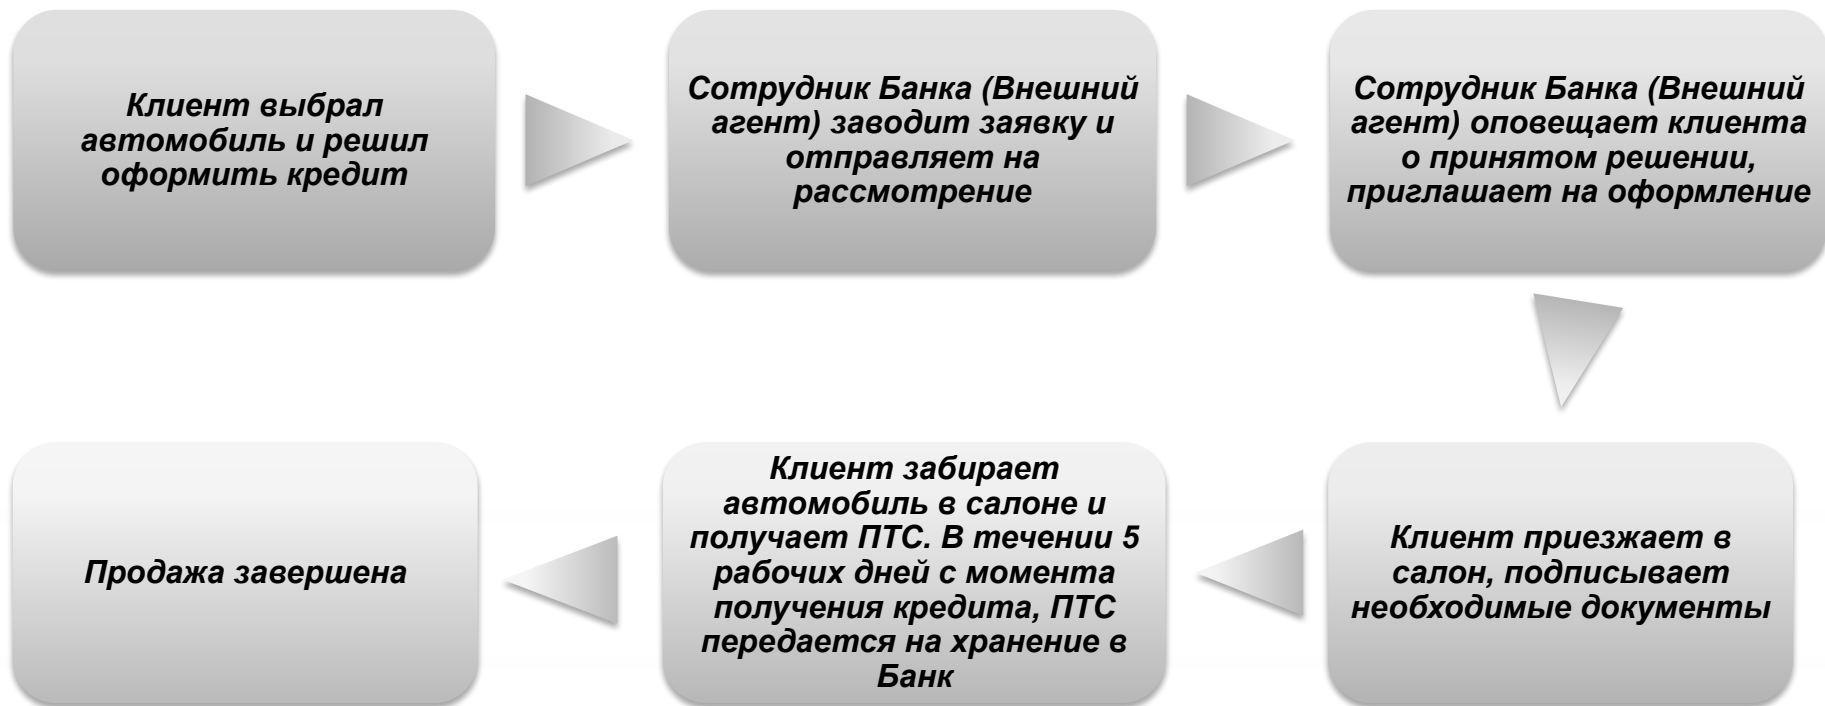 Клиент выбрал
автомобиль и решил
оформить кредит
Сотрудник Банка (Внешний
агент) заводит заявку и
отправляет на
рассмотрение
Сотрудник Банка (Внешний
агент) оповещает клиента
о принятом решении,
приглашает на оформление
Клиент приезжает в
салон, подписывает
необходимые документы
Клиент забирает
автомобиль в салоне и
получает ПТС. В течении 5
рабочих дней с момента
получения кредита, ПТС
передается на хранение в
Банк
Продажа завершена